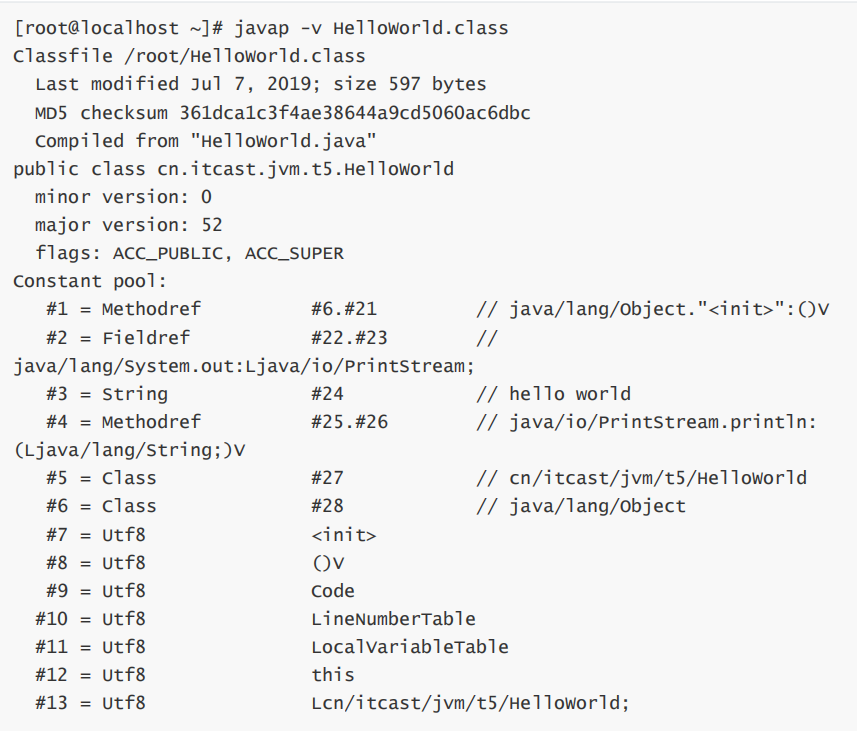 [root@localhost ~]# javap -v HelloWorld.class
Classfile /root/HelloWorld.class
  Last modified Jul 7, 2019; size 597 bytes
  MD5 checksum 361dca1c3f4ae38644a9cd5060ac6dbc
  Compiled from "HelloWorld.java"
public class cn.itcast.jvm.t5.HelloWorld
  minor version: 0
  major version: 52
  flags: ACC_PUBLIC, ACC_SUPER
Constant pool:
   #1 = Methodref          #6.#21         // java/lang/Object."<init>":()V
   #2 = Fieldref           #22.#23        //
java/lang/System.out:Ljava/io/PrintStream;
   #3 = String             #24            // hello world
   #4 = Methodref          #25.#26        // java/io/PrintStream.println:
(Ljava/lang/String;)V
   #5 = Class              #27            // cn/itcast/jvm/t5/HelloWorld
   #6 = Class              #28            // java/lang/Object
   #7 = Utf8               <init>
   #8 = Utf8               ()V
   #9 = Utf8               Code
  #10 = Utf8               LineNumberTable
  #11 = Utf8               LocalVariableTable
  #12 = Utf8               this
  #13 = Utf8               Lcn/itcast/jvm/t5/HelloWorld;